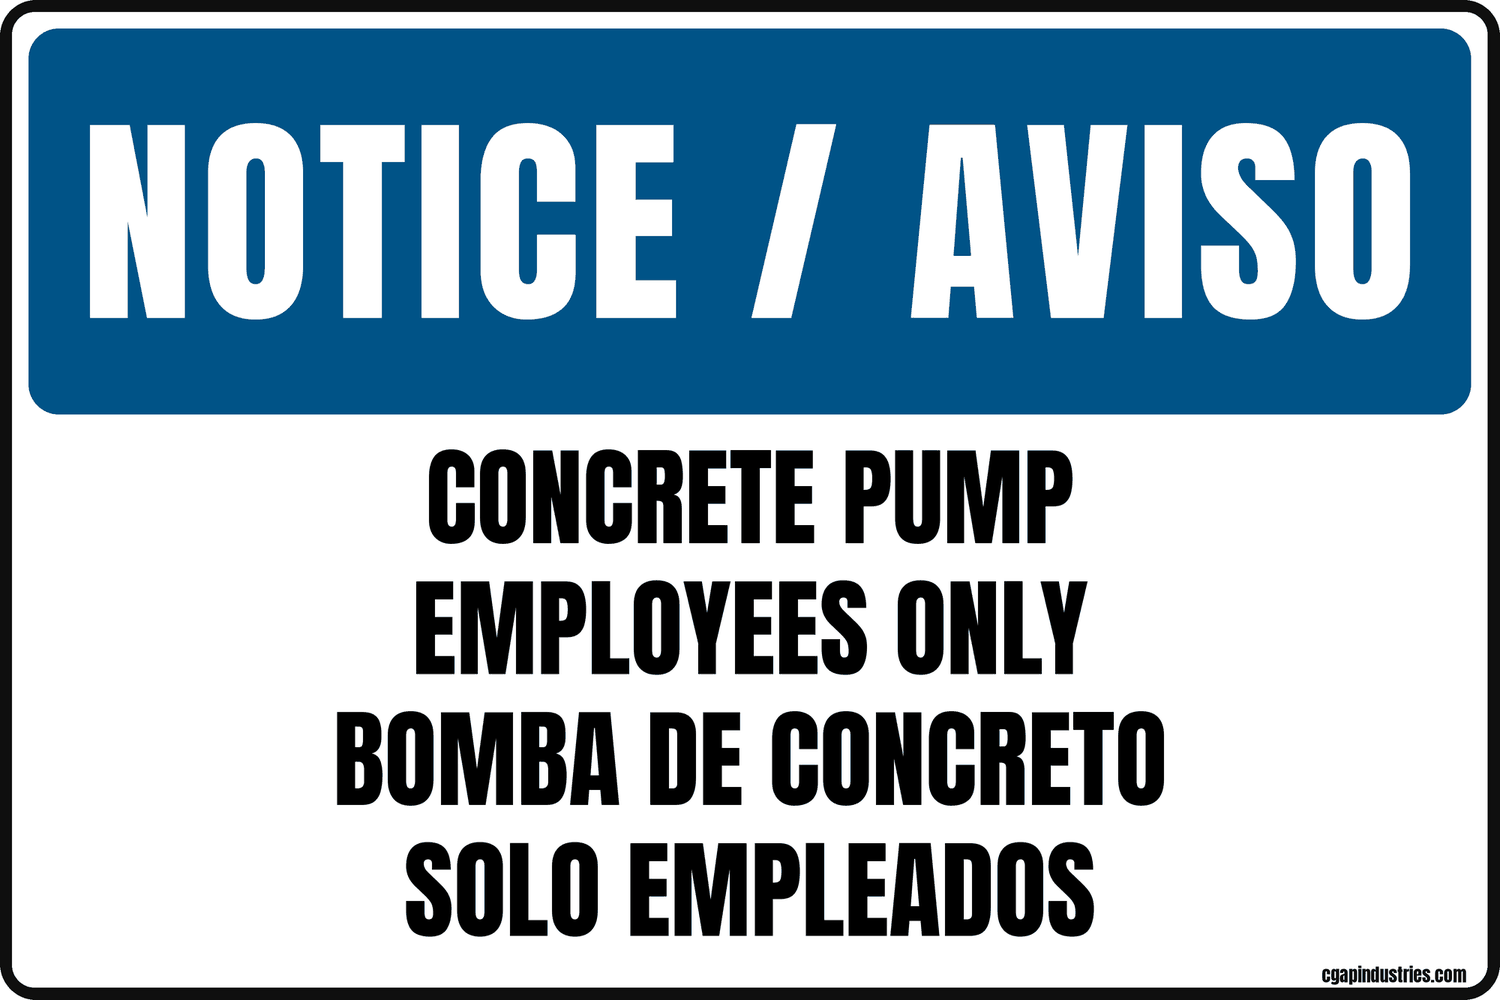 NOTICE / AVISO
CONCRETE PUMP
EMPLOYEES ONLY
BOMBA DE CONCRETO
SOLO EMPLEADOS
cgapindustries.com